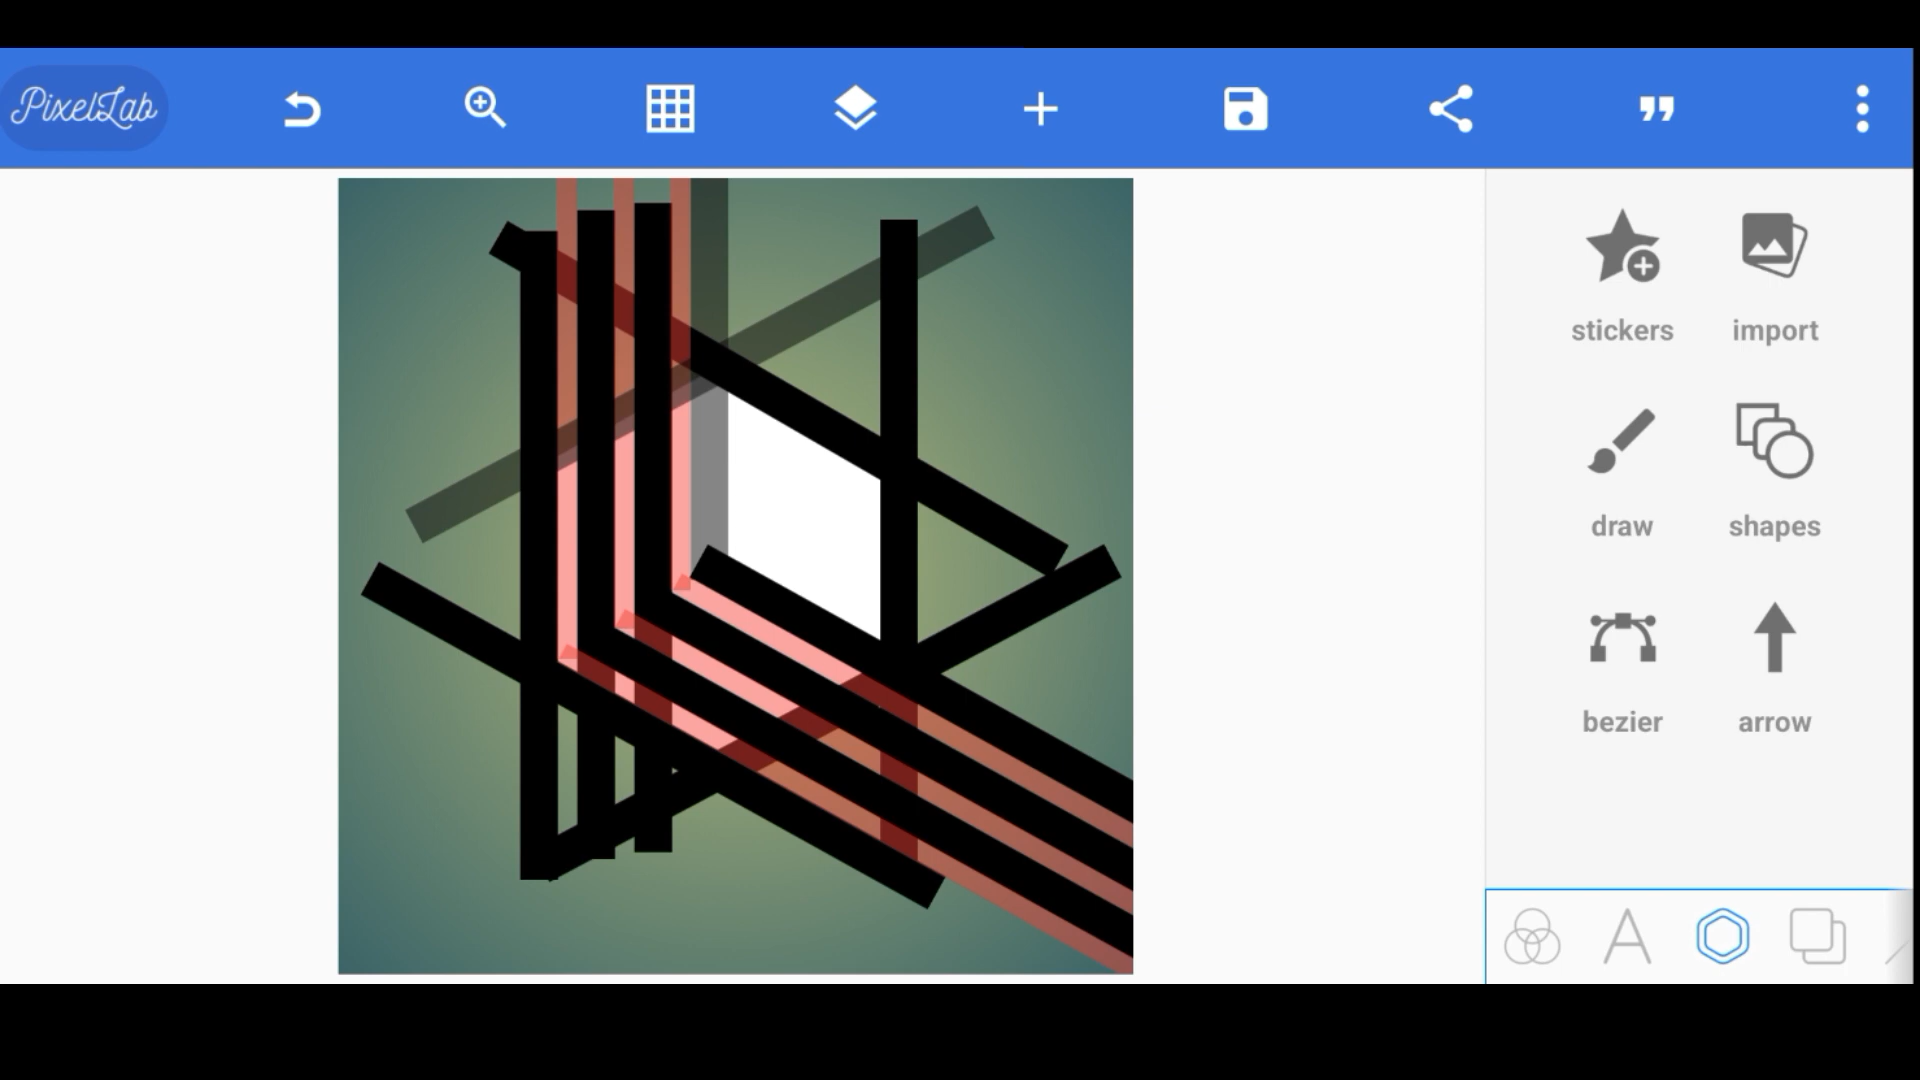 PixelLab
stickers
import
draw
shapes
bezier
arrow